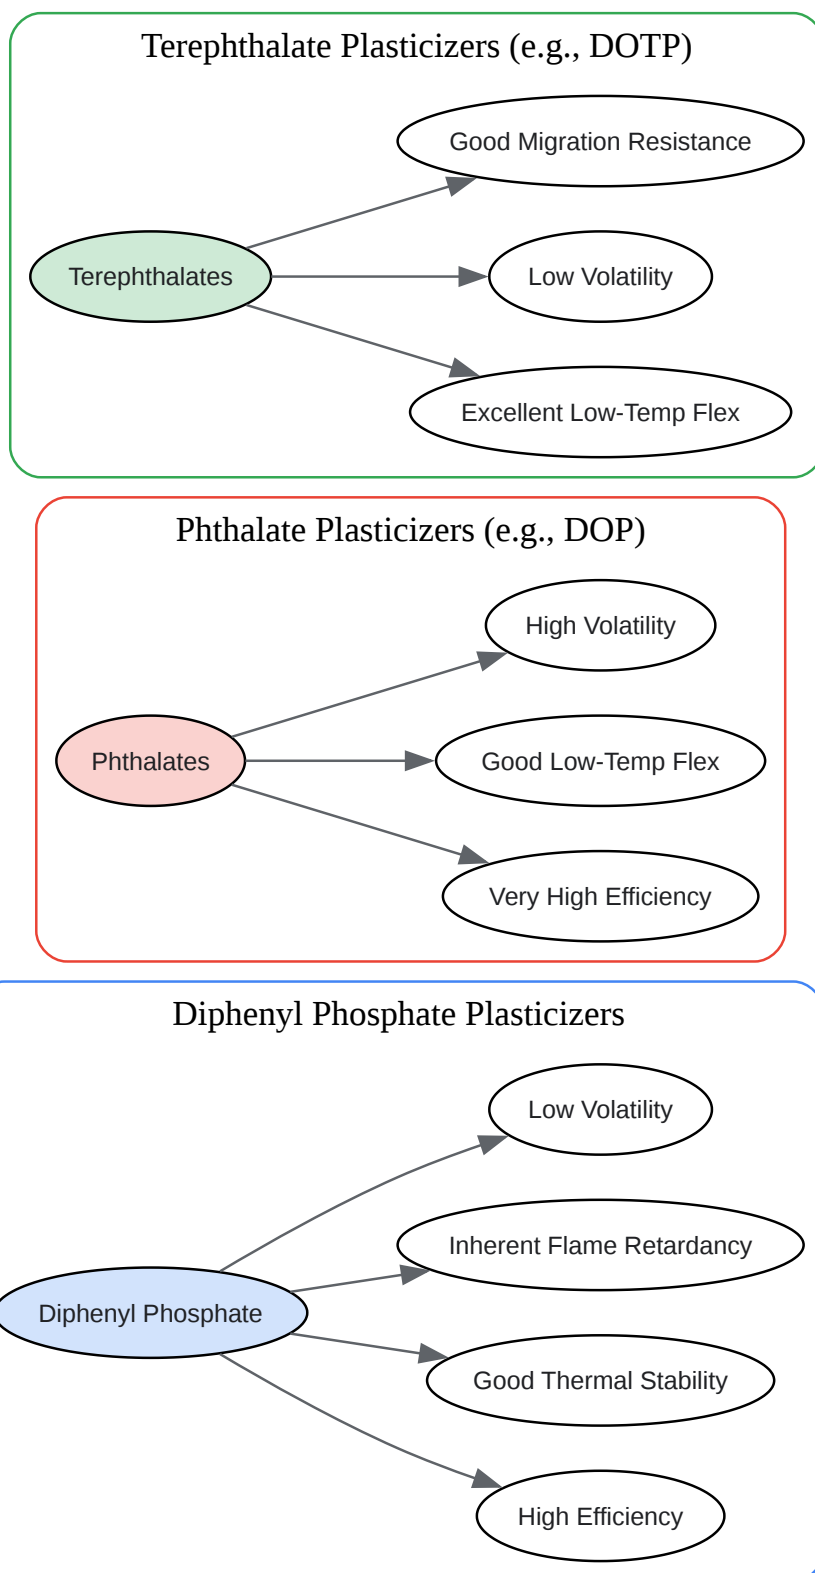 Terephthalate Plasticizers (e.g., DOTP)
Good Migration Resistance
Terephthalates
Low Volatility
Excellent Low-Temp Flex
Phthalate Plasticizers (e.g., DOP)
High Volatility
Phthalates
Good Low-Temp Flex
Very High Efficiency
Diphenyl Phosphate Plasticizers
Low Volatility
Inherent Flame Retardancy
Diphenyl Phosphate
Good Thermal Stability
High Efficiency